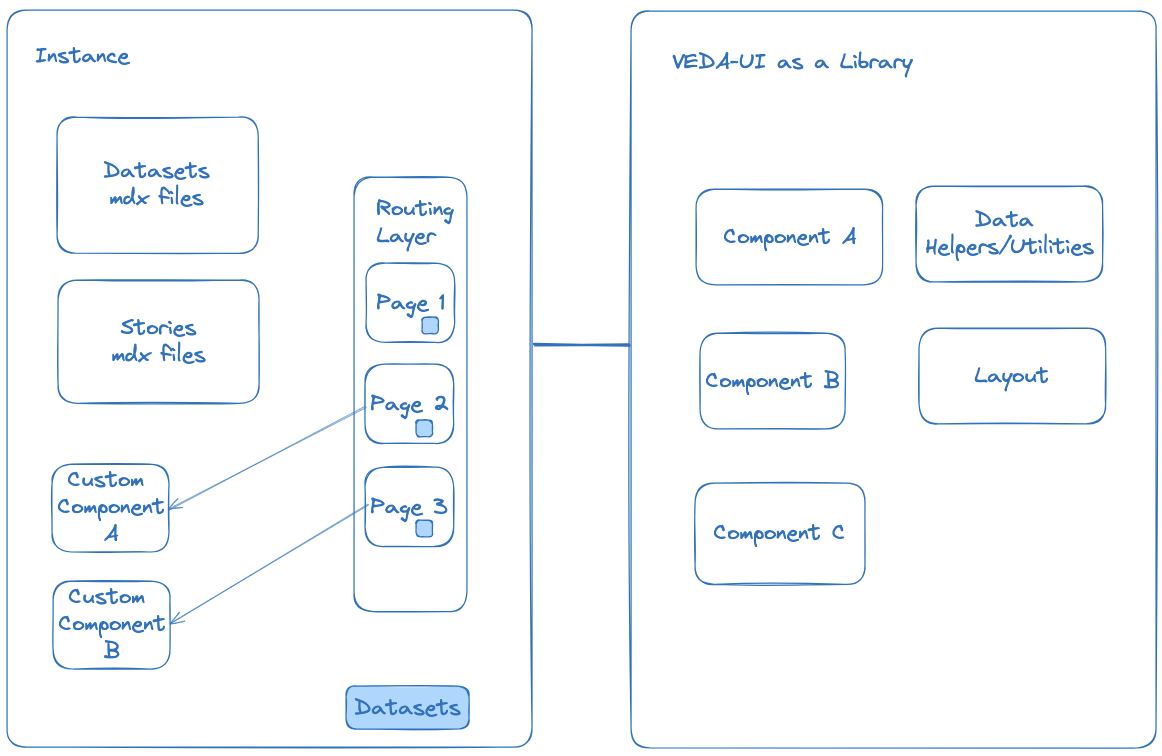 Instance
Datasets
mdx files
Stories
mdx files
Custom
Component
A
Custom
Component
B
Routing
Layer
Page 1
Page 2
Page 3
Datasets
VEDA-UI as a Library
Component A
Data
Helpers/Utilities
Component B
Layout
Component C